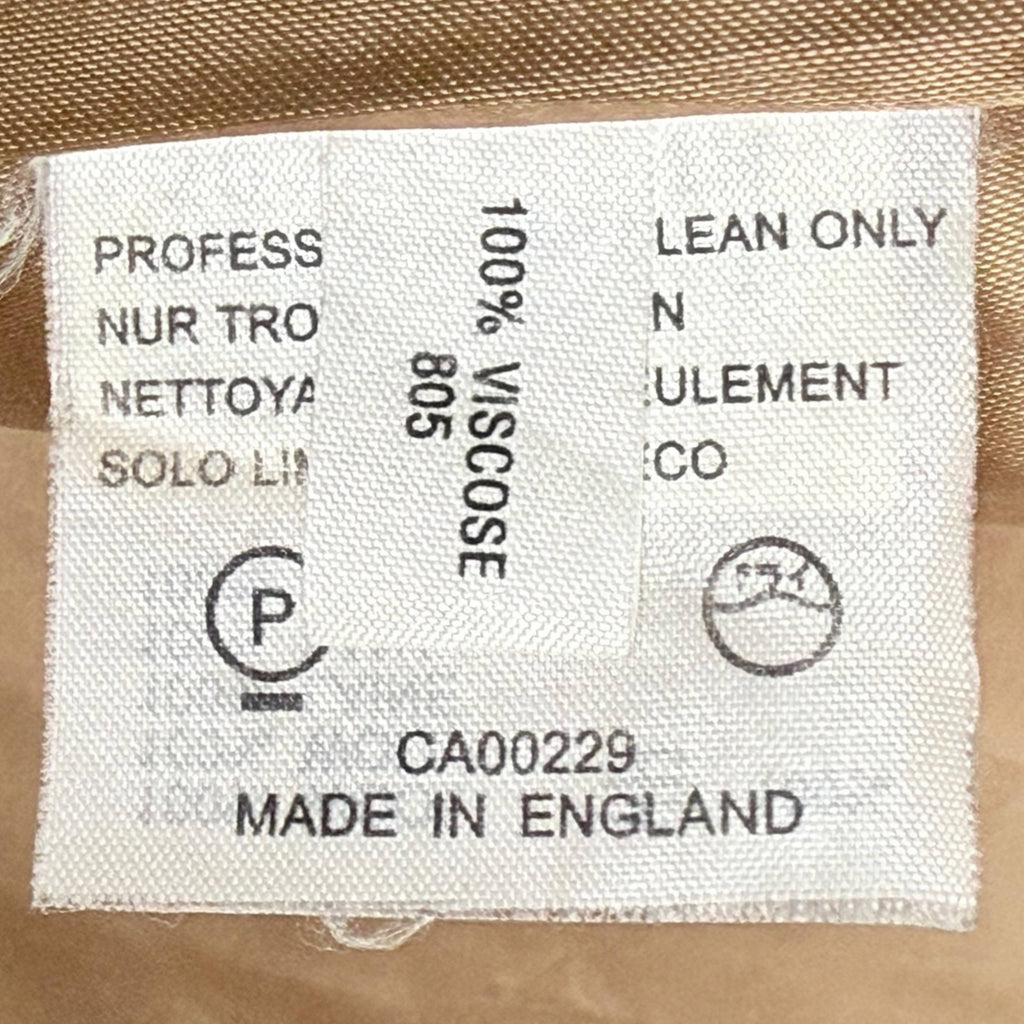 PROFESS LEAN ONLY
NUR TRO N
NETTOYA ULEMENT
SOLO LI CO
100% VISCOSE
805
P
ドライ
CA00229
MADE IN ENGLAND